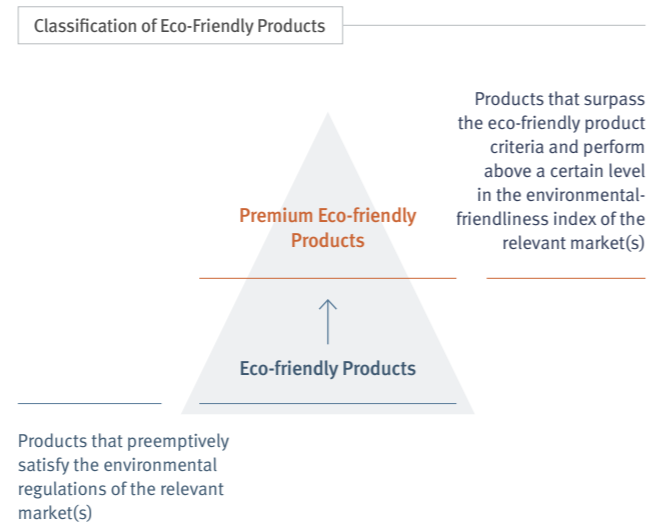 Classification of Eco-Friendly Products
Products that surpass
the eco-friendly product
criteria and perform
above a certain level
in the environmental-
friendliness index of the
relevant market(s)
Premium Eco-friendly
Products
Eco-friendly Products
Products that preemptively
satisfy the environmental
regulations of the relevant
market(s)